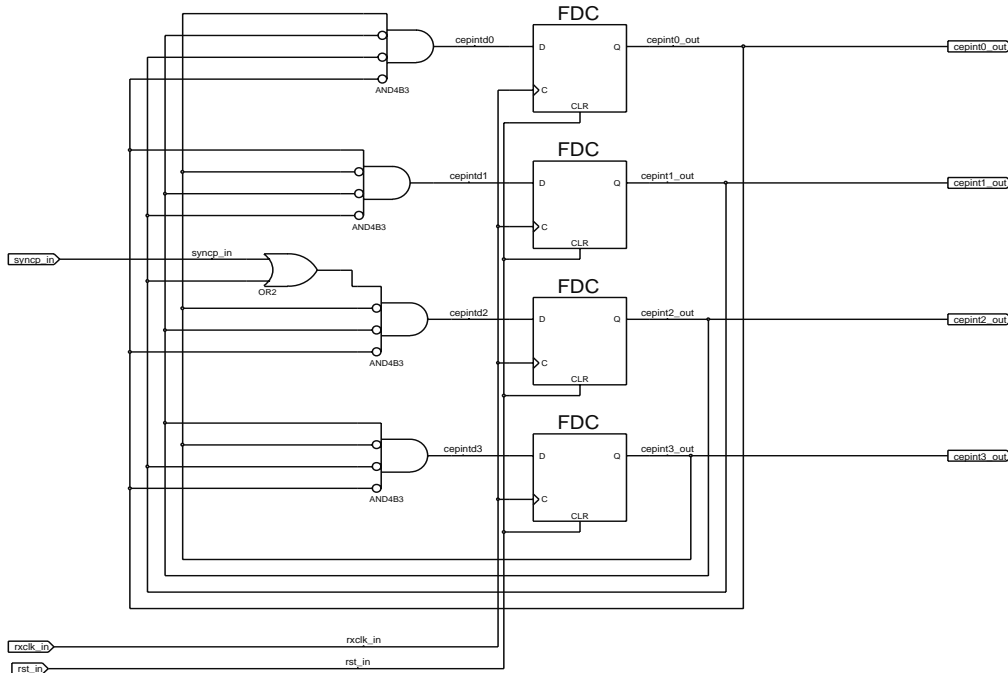 FDC
cepintd0
D
Q
cepint0_out
cepint0_out
AND4B3
C
CLR
FDC
cepintd1
D
Q
cepint1_out
cepint1_out
AND4B3
C
CLR
syncp_in
syncp_in
OR2
FDC
cepintd2
D
Q
cepint2_out
cepint2_out
AND4B3
C
CLR
FDC
cepintd3
D
Q
cepint3_out
cepint3_out
AND4B3
C
CLR
rxclk_in
rxclk_in
rst_in
rst_in